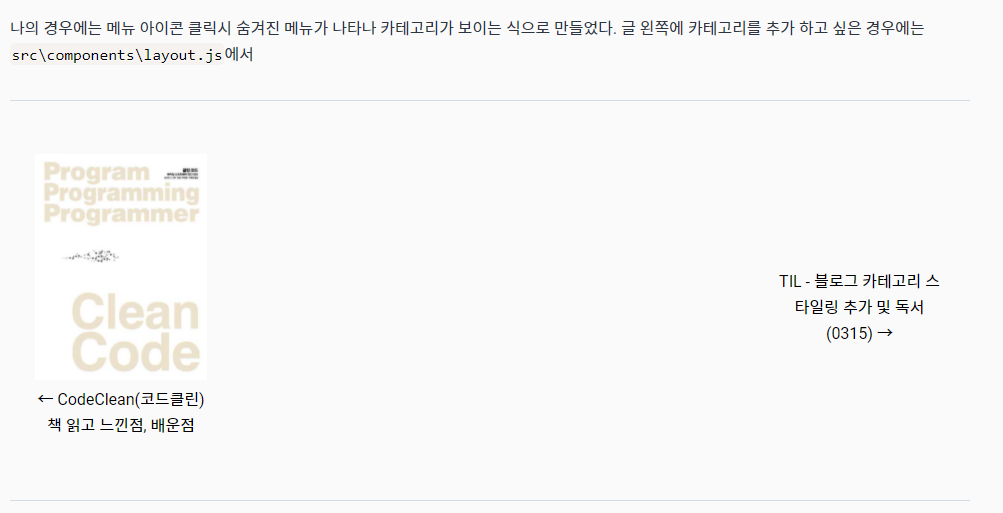 나의 경우에는 메뉴 아이콘 클릭시 숨겨진 메뉴가 나타나 카테고리가 보이는 식으로 만들었다. 글 왼쪽에 카테고리를 추가 하고 싶은 경우에는
src\components\layout.js에서
Program
Programming
Programmer
클린 코드
Clean
Code
← CodeClean(코드클린)
책 읽고 느낀점, 배운점
TIL - 블로그 카테고리 스
타일링 추가 및 독서
(0315) →